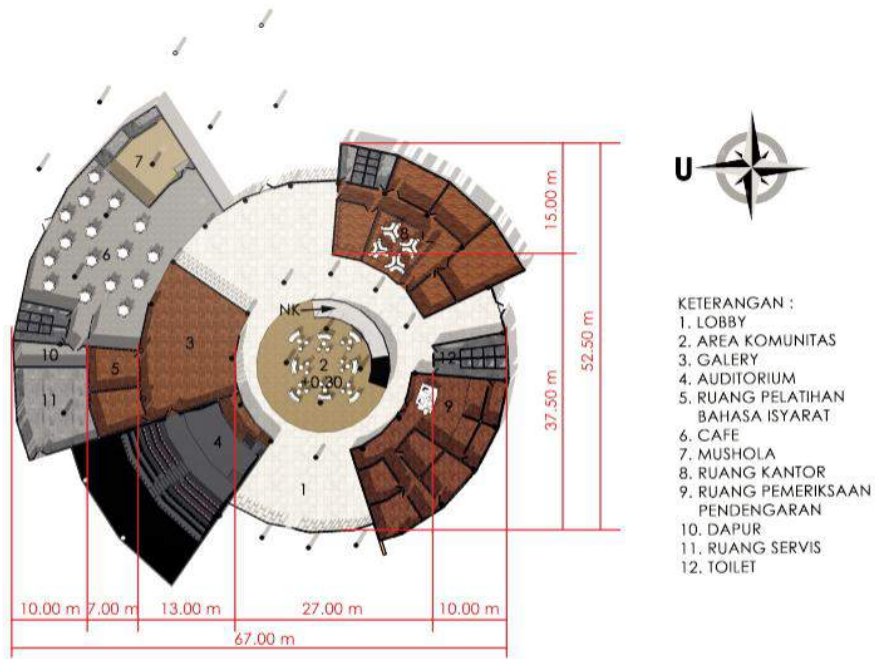 7
6
8
NK
3
2
+0.30
10
5
11
4
12
9
1
15.00 m
37.50 m
52.50 m
10.00 m
7.00 m
13.00 m
27.00 m
10.00 m
67.00 m
U
KETERANGAN :
1. LOBBY
2. AREA KOMUNITAS
3. GALERY
4. AUDITORIUM
5. RUANG PELATIHAN
BAHASA ISYARAT
6. CAFE
7. MUSHOLA
8. RUANG KANTOR
9. RUANG PEMERIKSAAN
PENDENGARAN
10. DAPUR
11. RUANG SERVIS
12. TOILET